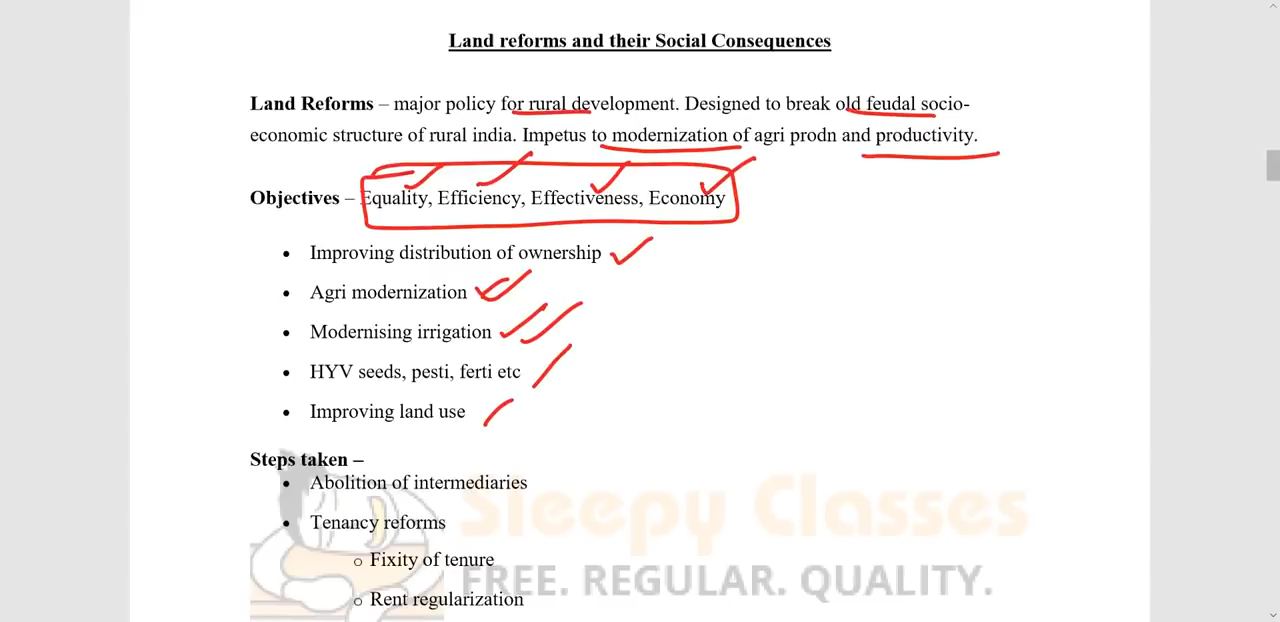 Land reforms and their Social Consequences
Land Reforms – major policy for rural development. Designed to break old feudal socio-
economic structure of rural india. Impetus to modernization of agri prodn and productivity.
Objectives – Equality, Efficiency, Effectiveness, Economy
• Improving distribution of ownership
• Agri modernization
• Modernising irrigation
• HYV seeds, pesti, ferti etc
• Improving land use
Steps taken –
• Abolition of intermediaries
• Tenancy reforms
o Fixity of tenure
o Rent regularization
Sleepy Classes
FREE. REGULAR. QUALITY.